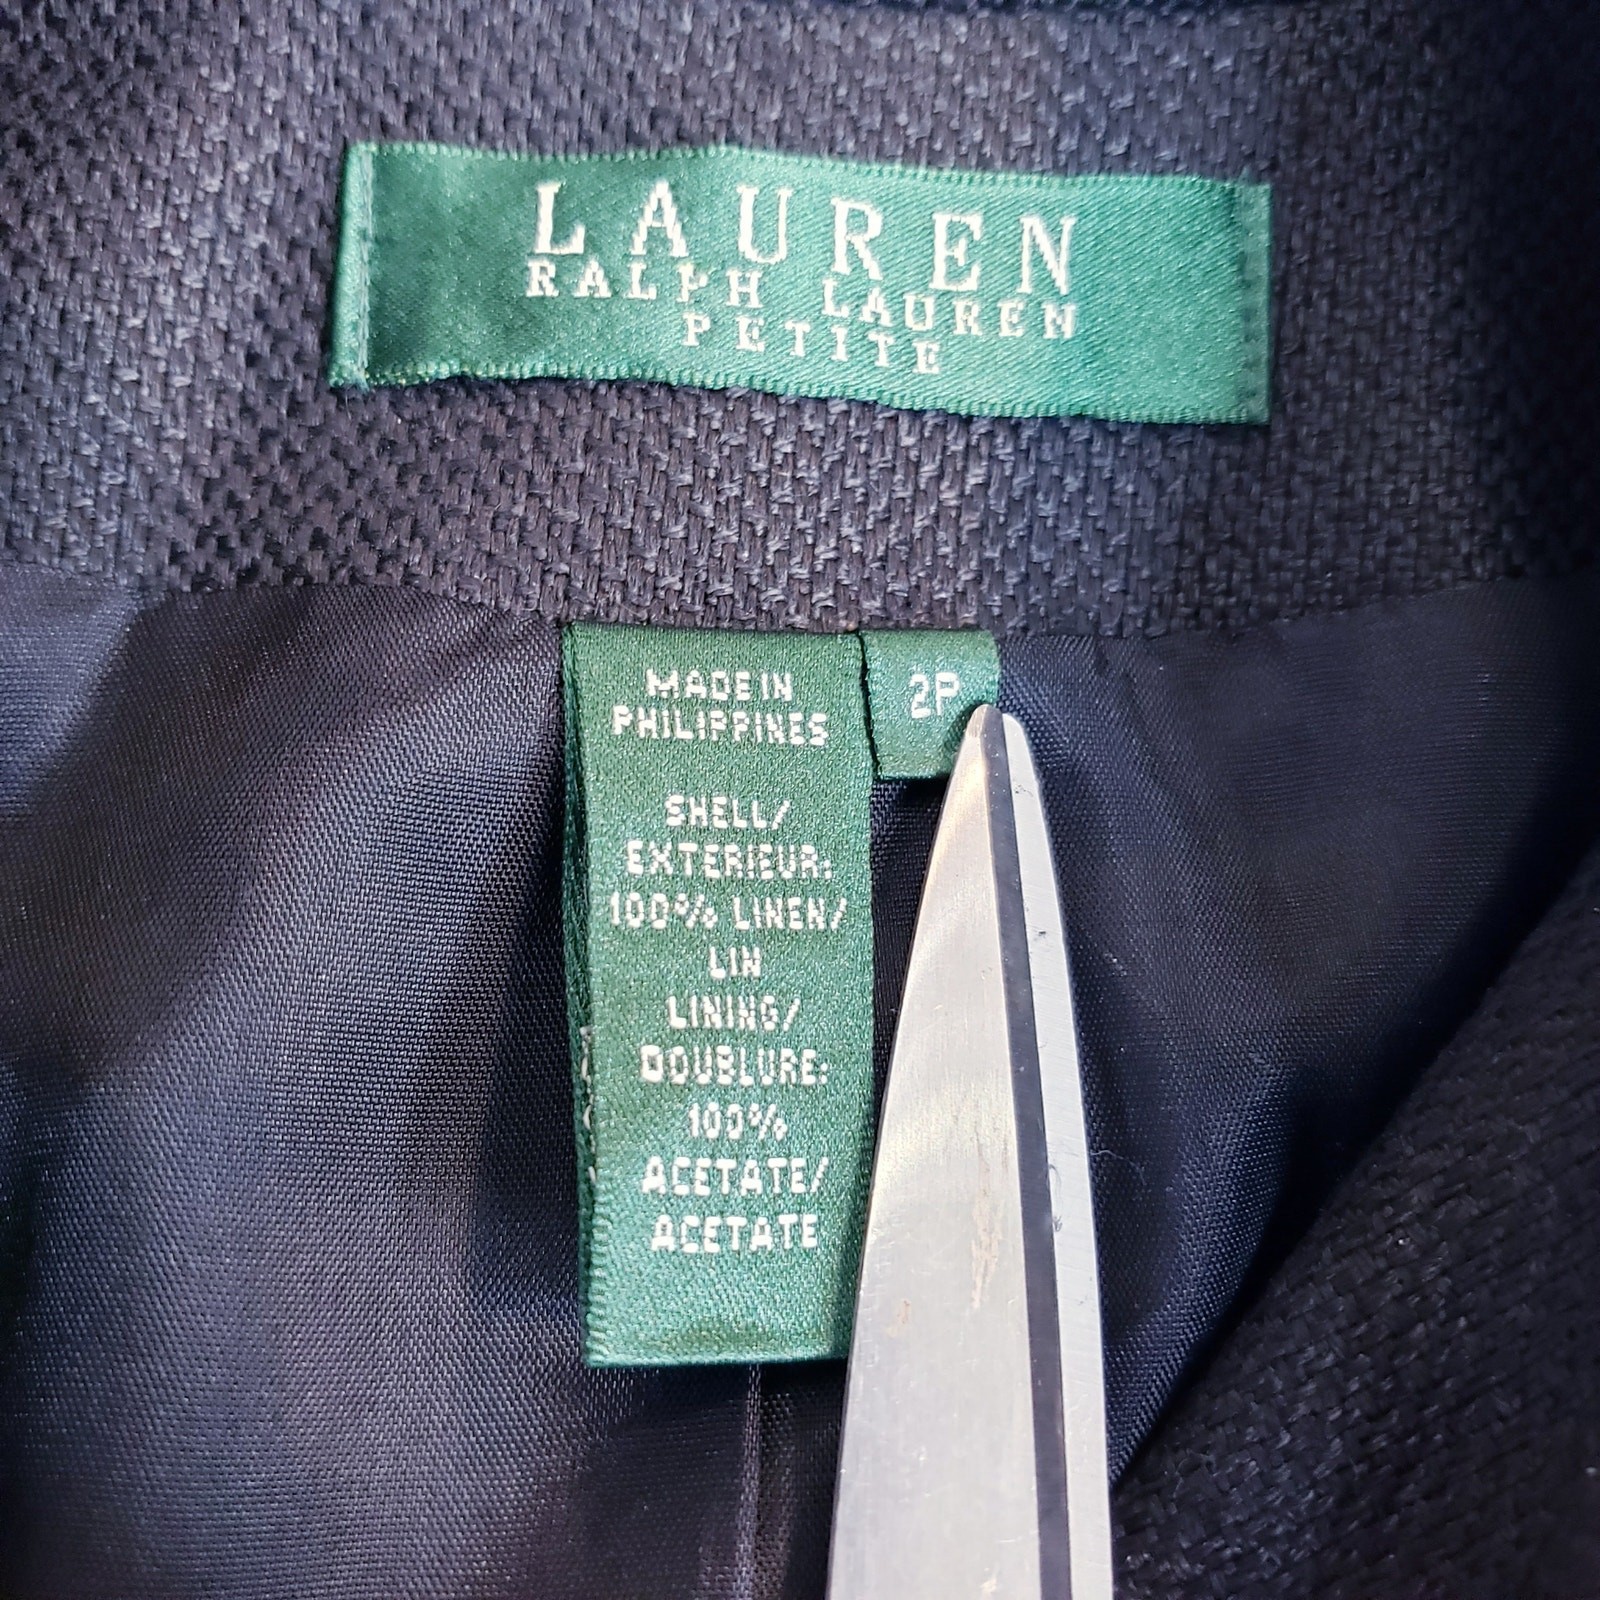 LAUREN
RALPH LAUREN
PETITE
MADE IN
PHILIPPINES
2P
SHELL/
EXTERIEUR:
100% LINEN/
LIN
LINING/
DOUBLURE:
100%
ACETATE/
ACETATE